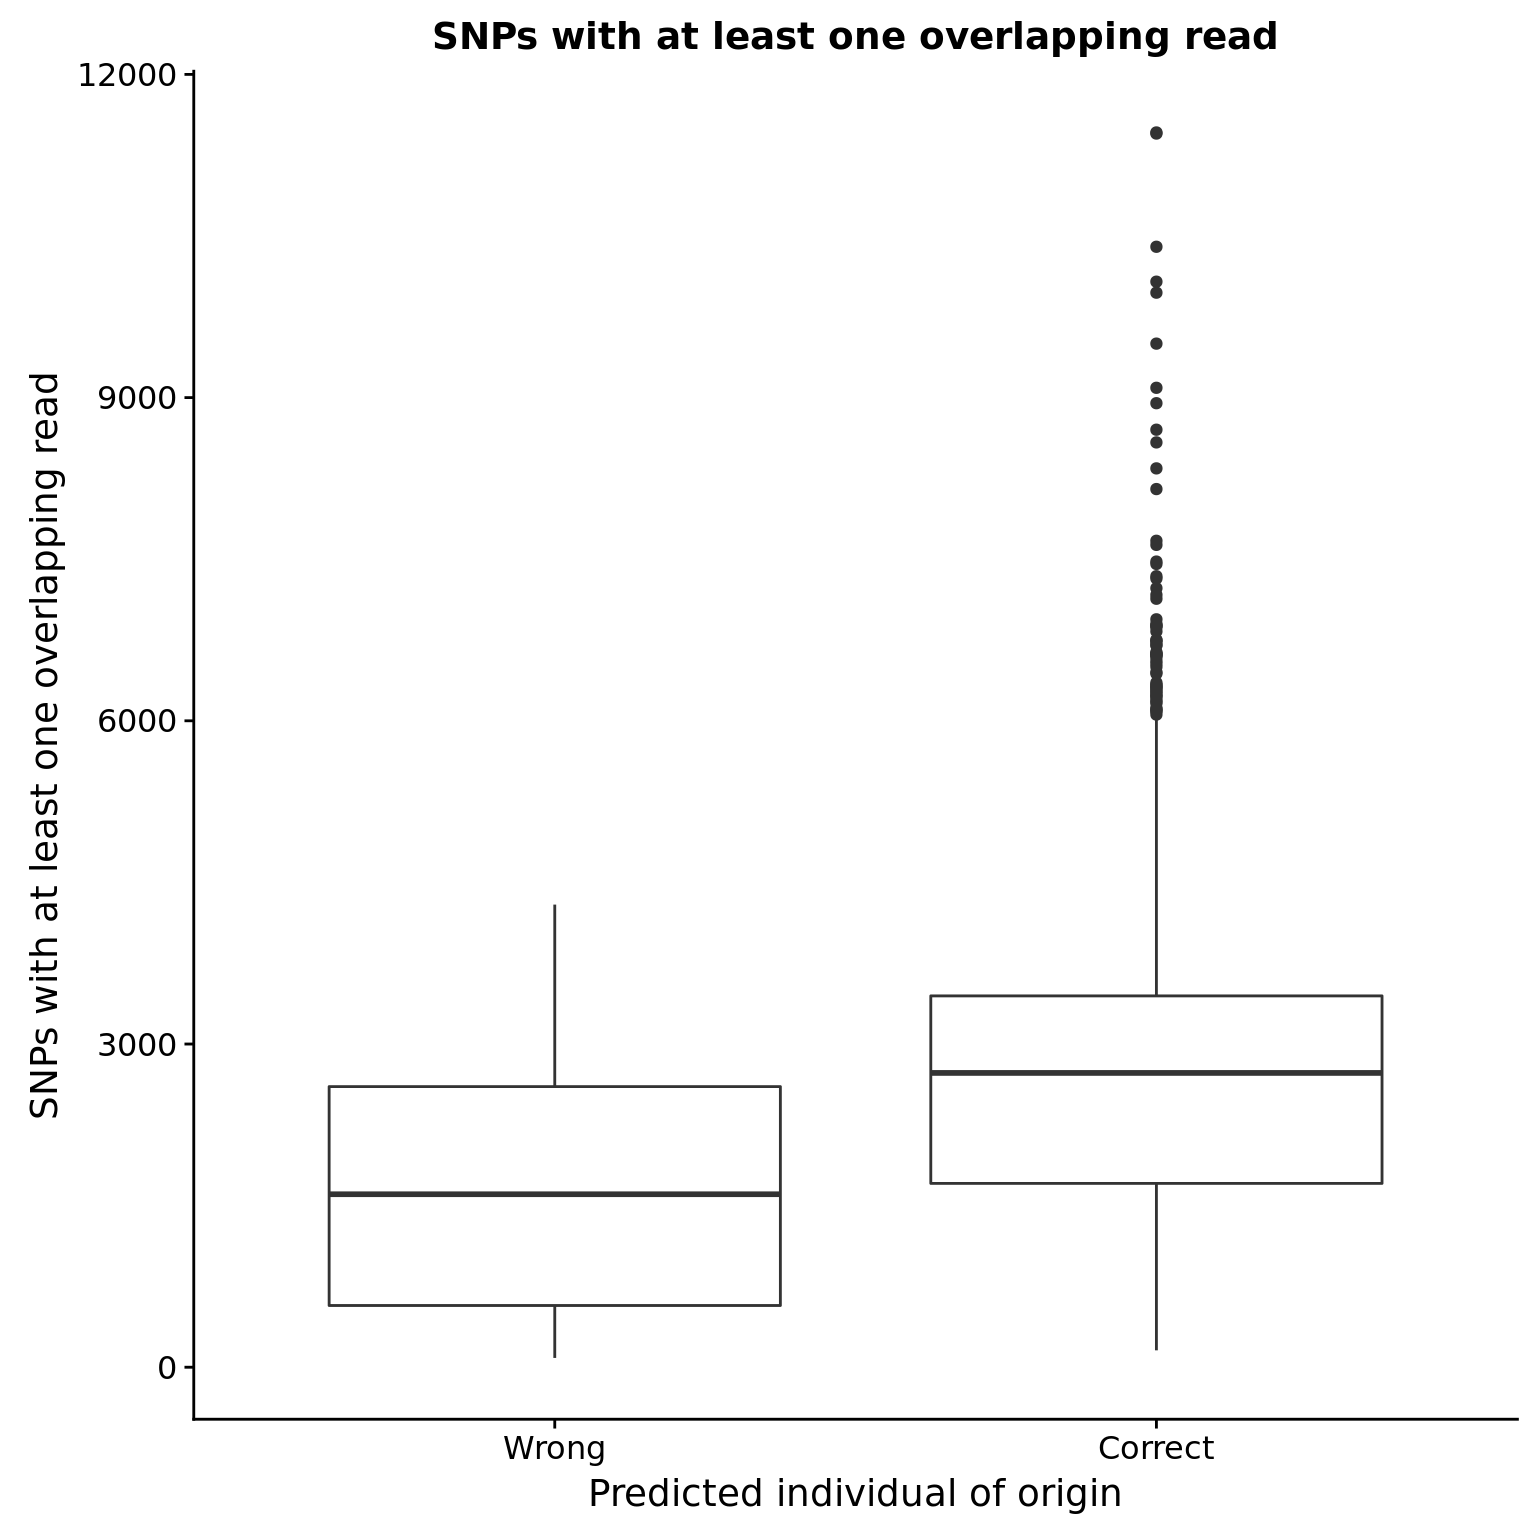 SNPs with at least one overlapping read
12000
9000
6000
3000
0
SNPs with at least one overlapping read
Wrong
Correct
Predicted individual of origin